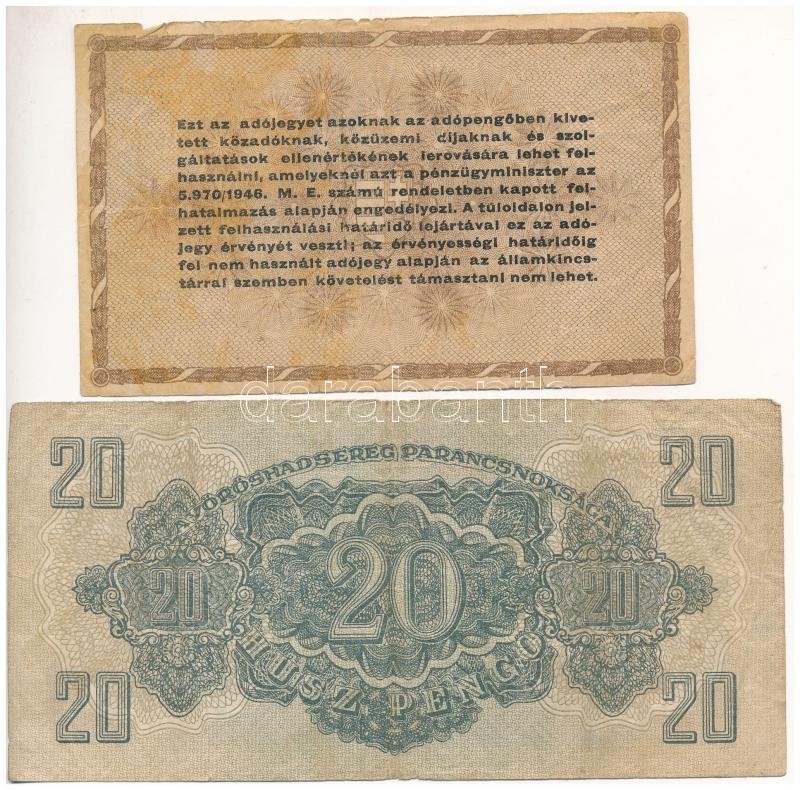 Ezt az adójegyet azoknak az adópengőben kive-
tett közadóknak, közüzemi díjaknak és szol-
gáltatások ellenértékének lerovására lehet fel-
használni, amelyeknél azt a pénzügyminiszter az
5.970/1946. M. E. számú rendeletben kapott fel-
hatalmazás alapján engedélyezi. A túloldalon jel-
zett felhasználási határidő lejártával ez az adó-
jegy érvényét veszti; az érvényességi határidőig
fel nem használt adójegy alapján az államkincs-
tárral szemben követelést támasztani nem lehet.
darabanth
20 20
A VÖRÖSHADSEREG PARANCSNOKSÁGA
20 20 20
HUSZ PENGŐ
20 20